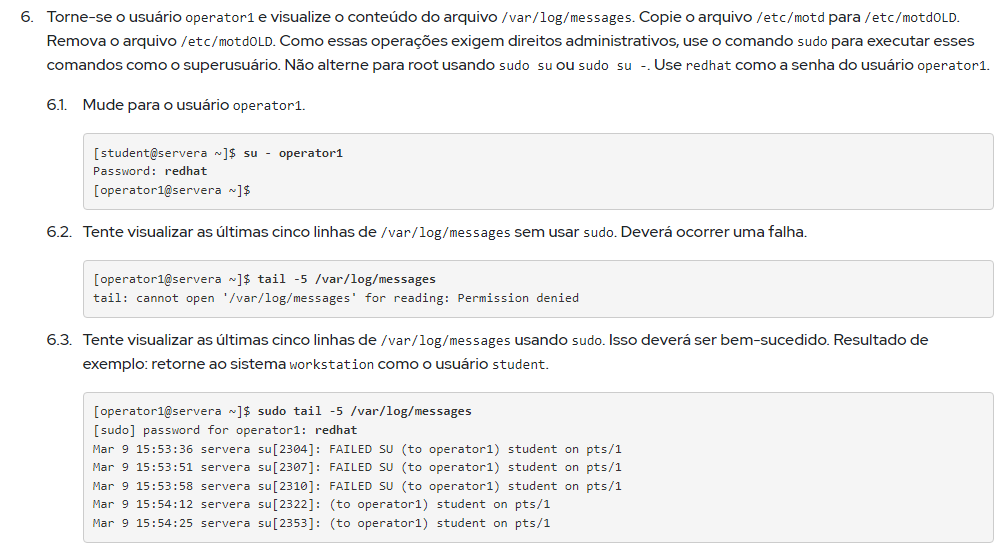 6. Torne-se o usuário operator1 e visualize o conteúdo do arquivo /var/log/messages. Copie o arquivo /etc/motd para /etc/motdOLD.
Remova o arquivo /etc/motdOLD. Como essas operações exigem direitos administrativos, use o comando sudo para executar esses
comandos como o superusuário. Não alterne para root usando sudo su ou sudo su -. Use redhat como a senha do usuário operator1.
6.1. Mude para o usuário operator1.
[student@servera ~]$ su - operator1
Password: redhat
[operator1@servera ~]$
6.2. Tente visualizar as últimas cinco linhas de /var/log/messages sem usar sudo. Deverá ocorrer uma falha.
[operator1@servera ~]$ tail -5 /var/log/messages
tail: cannot open '/var/log/messages' for reading: Permission denied
6.3. Tente visualizar as últimas cinco linhas de /var/log/messages usando sudo. Isso deverá ser bem-sucedido. Resultado de
exemplo: retorne ao sistema workstation como o usuário student.
[operator1@servera ~]$ sudo tail -5 /var/log/messages
[sudo] password for operator1: redhat
Mar 9 15:53:36 servera su[2304]: FAILED SU (to operator1) student on pts/1
Mar 9 15:53:51 servera su[2307]: FAILED SU (to operator1) student on pts/1
Mar 9 15:53:58 servera su[2310]: FAILED SU (to operator1) student on pts/1
Mar 9 15:54:12 servera su[2322]: (to operator1) student on pts/1
Mar 9 15:54:25 servera su[2353]: (to operator1) student on pts/1